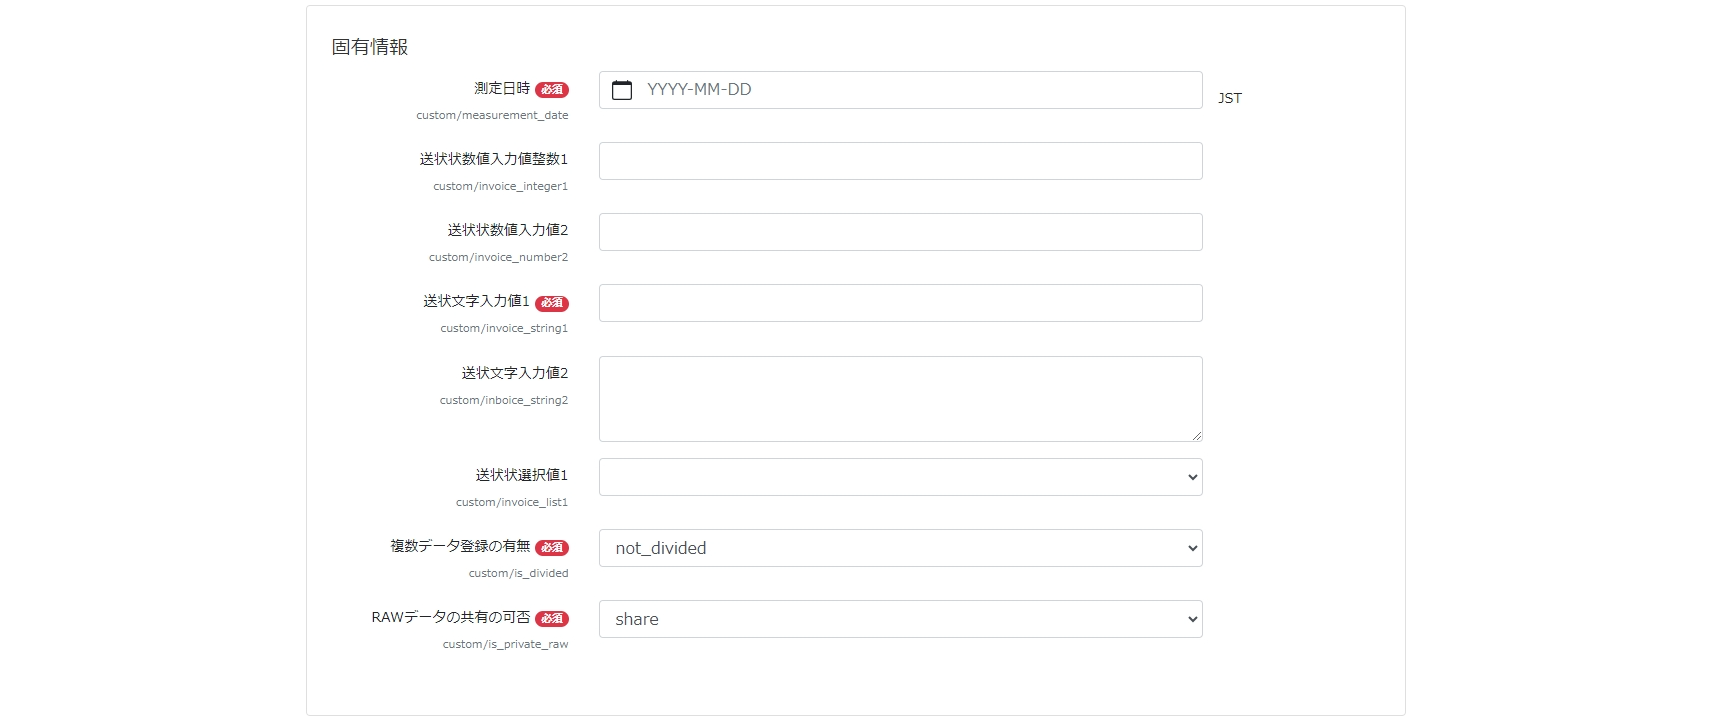 固有情報
測定日時 必須
YYYY-MM-DD
JST
custom/measurement_date
送状状数値入力値整数1
custom/invoice_integer1
送状状数値入力値2
custom/invoice_number2
送状文字入力値1 必須
custom/invoice_string1
送状文字入力値2
custom/inboice_string2
送状状選択値1
custom/invoice_list1
複数データ登録の有無 必須
not_divided
custom/is_divided
RAWデータの共有の可否 必須
share
custom/is_private_raw